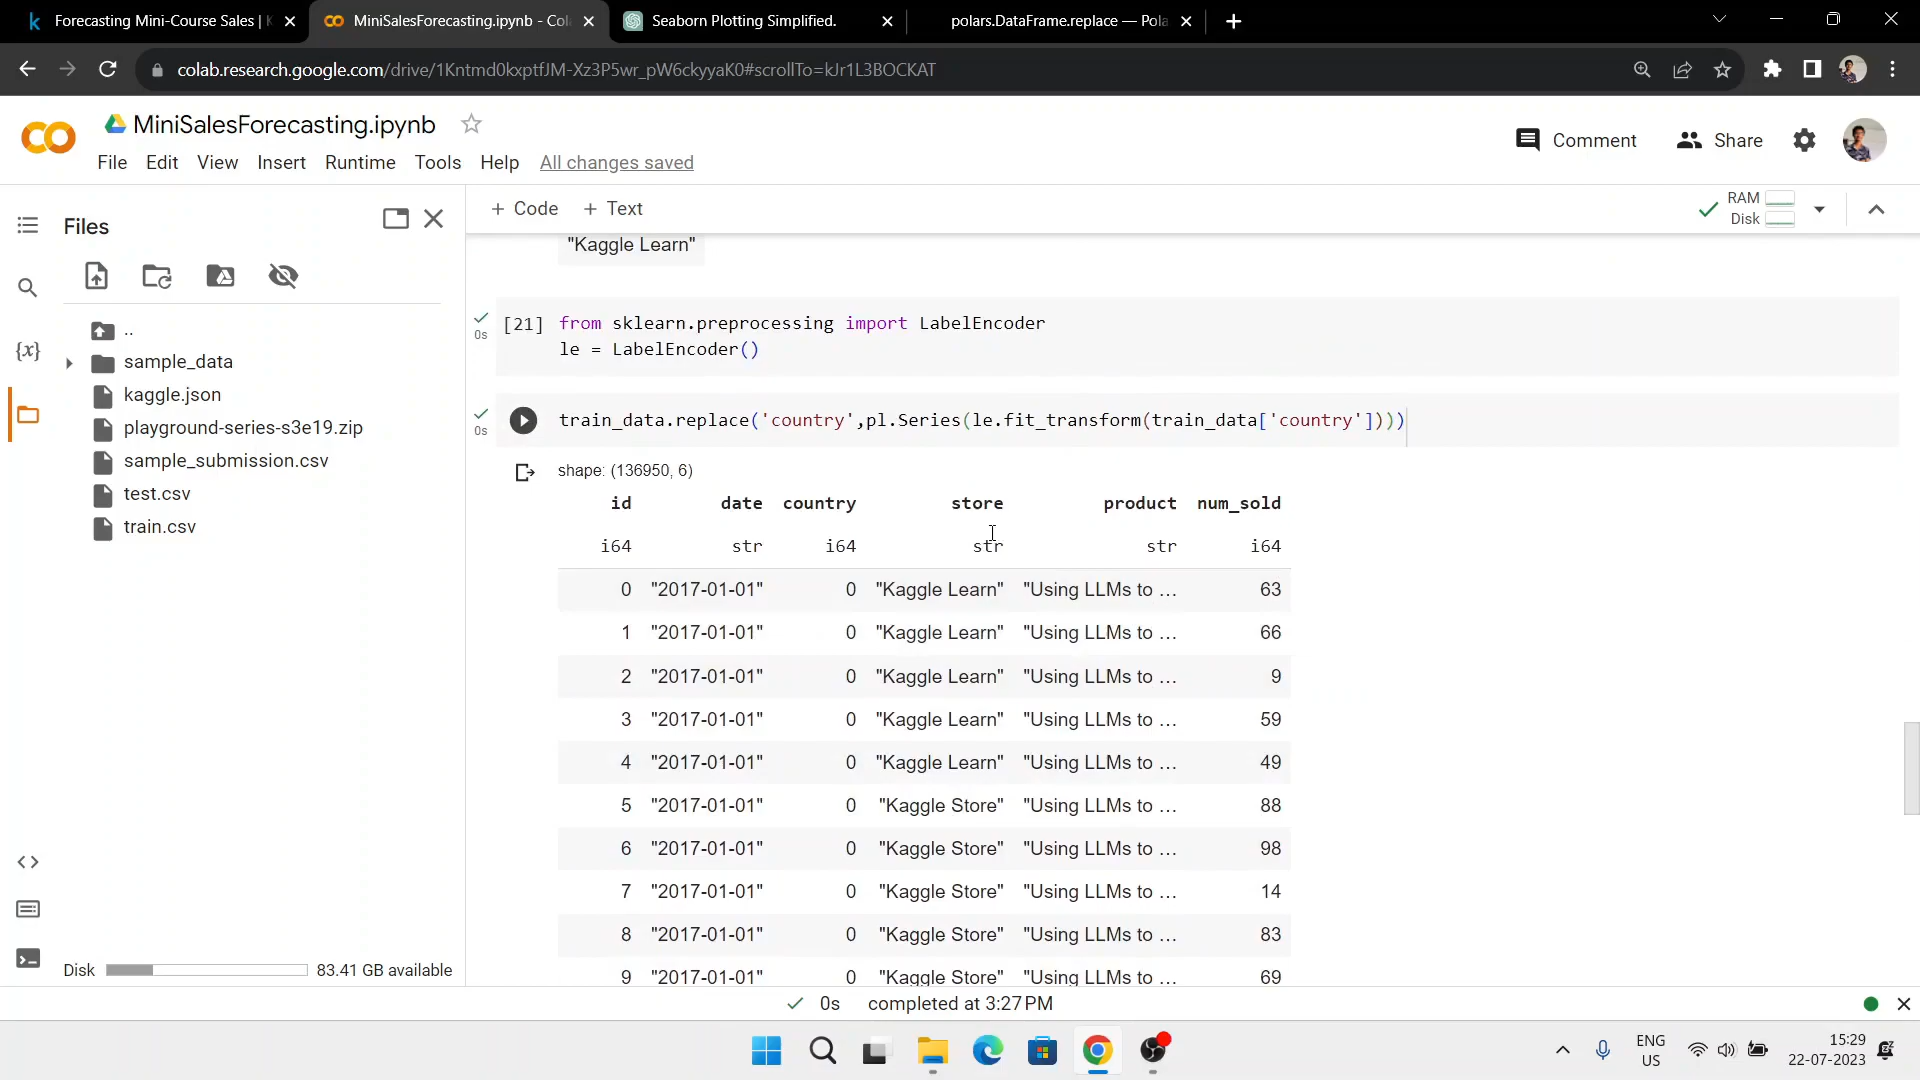 Forecasting Mini-Course Sales | K
MiniSalesForecasting.ipynb - Col
Seaborn Plotting Simplified.
polars.DataFrame.replace — Pola
colab.research.google.com/drive/1Kntmd0kxptfJM-Xz3P5wr_pW6ckyyaK0#scrollTo=kJr1L3BOCKAT
MiniSalesForecasting.ipynb
File Edit View Insert Runtime Tools Help All changes saved
Comment Share
Files
+ Code + Text
RAM
Disk
..
sample_data
kaggle.json
playground-series-s3e19.zip
sample_submission.csv
test.csv
train.csv
Disk 83.41 GB available
"Kaggle Learn"
0s [21] from sklearn.preprocessing import LabelEncoder
le = LabelEncoder()
0s train_data.replace('country',pl.Series(le.fit_transform(train_data['country'])))
shape: (136950, 6)
id date country store product num_sold
i64 str i64 str str i64
0 "2017-01-01" 0 "Kaggle Learn" "Using LLMs to ... 63
1 "2017-01-01" 0 "Kaggle Learn" "Using LLMs to ... 66
2 "2017-01-01" 0 "Kaggle Learn" "Using LLMs to ... 9
3 "2017-01-01" 0 "Kaggle Learn" "Using LLMs to ... 59
4 "2017-01-01" 0 "Kaggle Learn" "Using LLMs to ... 49
5 "2017-01-01" 0 "Kaggle Store" "Using LLMs to ... 88
6 "2017-01-01" 0 "Kaggle Store" "Using LLMs to ... 98
7 "2017-01-01" 0 "Kaggle Store" "Using LLMs to ... 14
8 "2017-01-01" 0 "Kaggle Store" "Using LLMs to ... 83
9 "2017-01-01" 0 "Kaggle Store" "Using LLMs to ... 69
0s completed at 3:27 PM
ENG
US
15:29
22-07-2023